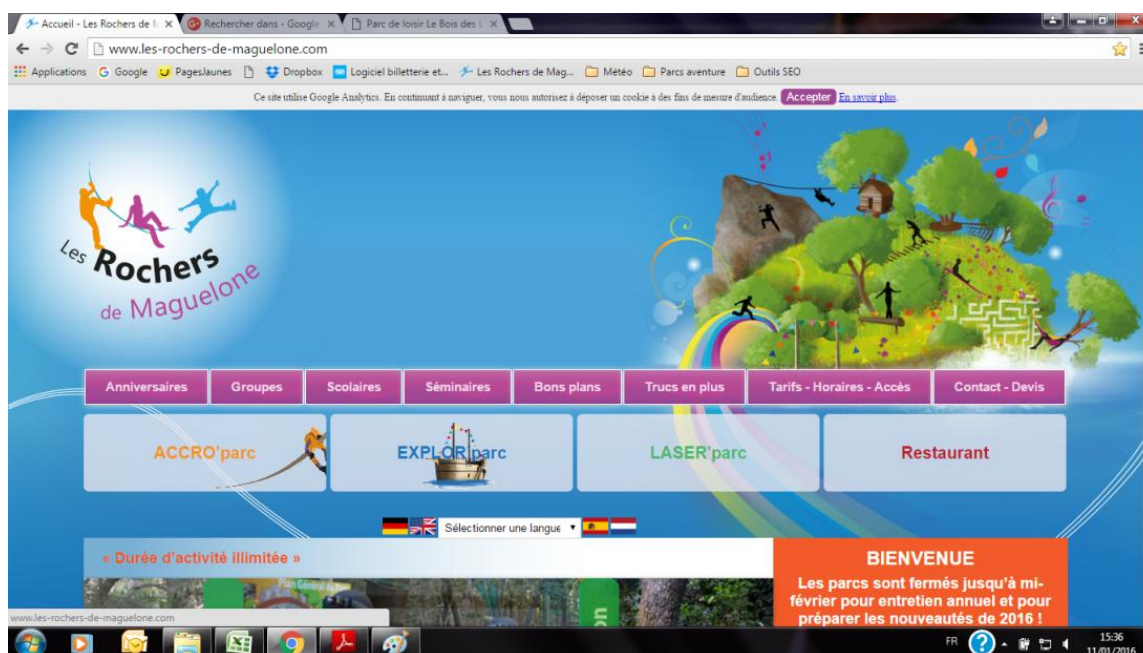 Accueil - Les Rochers de M
Rechercher dans - Google
Parc de loisir Le Bois des L
www.les-rochers-de-maguelone.com
Applications Google PagesJaunes Dropbox Logiciel billetterie et... Les Rochers de Mag... Météo Parcs aventure Outils SEO
Ce site utilise Google Analytics. En continuant à naviguer, vous nous autorisez à déposer un cookie à des fins de mesure d'audience. Accepter En savoir plus.
Les Rochers
de Maguelone
Anniversaires Groupes Scolaires Séminaires Bons plans Trucs en plus Tarifs - Horaires - Accès Contact - Devis
ACCRO'parc EXPLOR'parc LASER'parc Restaurant
Sélectionner une langue
« Durée d'activité illimitée »
BIENVENUE
Les parcs sont fermés jusqu'à mi-
février pour entretien annuel et pour
préparer les nouveautés de 2016 !
Plan Général
www.les-rochers-de-maguelone.com
FR
15:36
11/01/2016